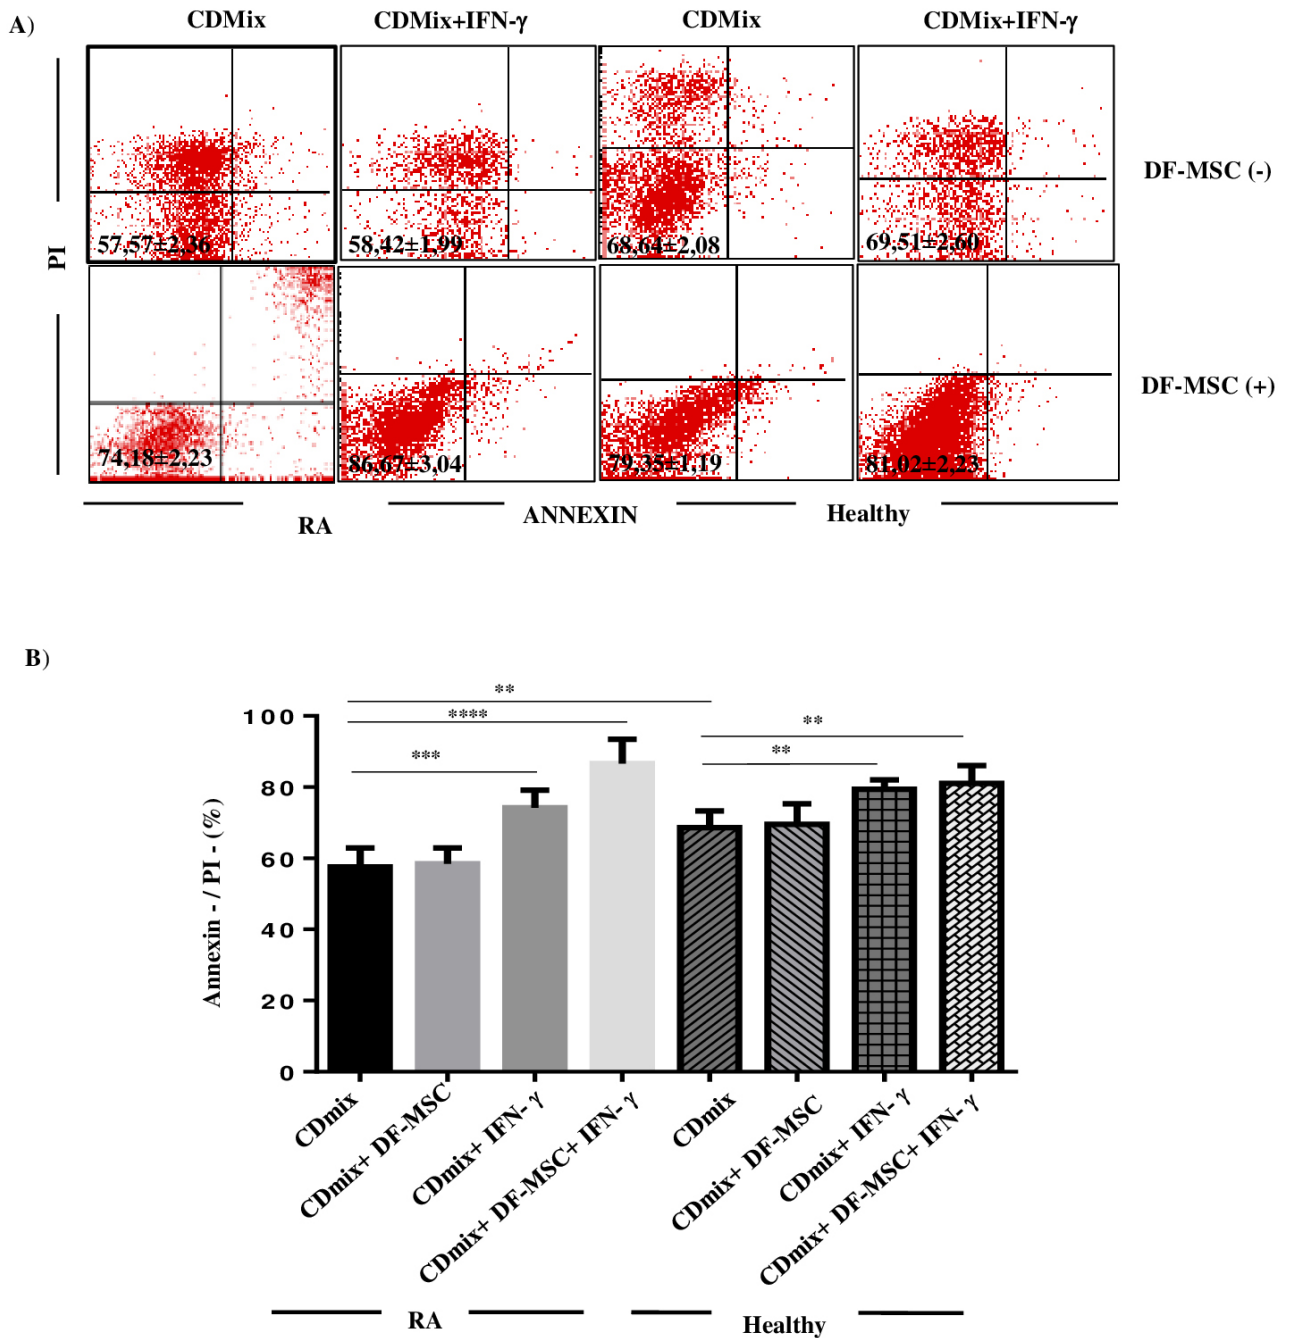 A)
CDMix CDMix+IFN-γ CDMix CDMix+IFN-γ
PI
57,57±2,36 58,42±1,99 68,64±2,08 69,51±2,60
DF-MSC (-)
74,18±2,23 86,67±3,04 79,35±1,19 81,02±2,23
DF-MSC (+)
RA ANNEXIN Healthy
B)
Annexin - / PI - (%)
100
80
60
40
20
0
**
****
***
**
**
CDmix
CDmix+ DF-MSC
CDmix+ IFN- γ
CDmix+ DF-MSC+ IFN- γ
CDmix
CDmix+ DF-MSC
CDmix+ IFN- γ
CDmix+ DF-MSC+ IFN- γ
RA Healthy